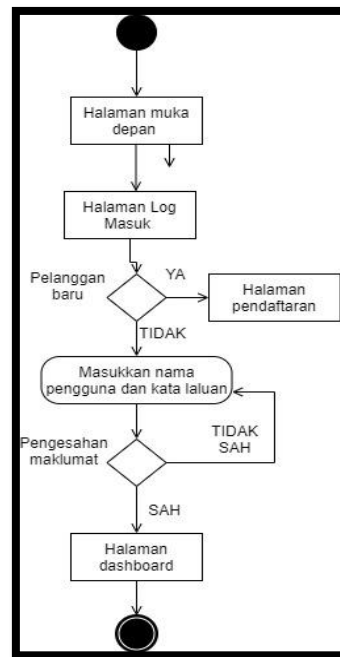 Halaman muka
depan
Halaman Log
Masuk
Pelanggan
baru
YA
Halaman
pendaftaran
TIDAK
Masukkan nama
pengguna dan kata laluan
Pengesahan
maklumat
TIDAK
SAH
SAH
Halaman
dashboard